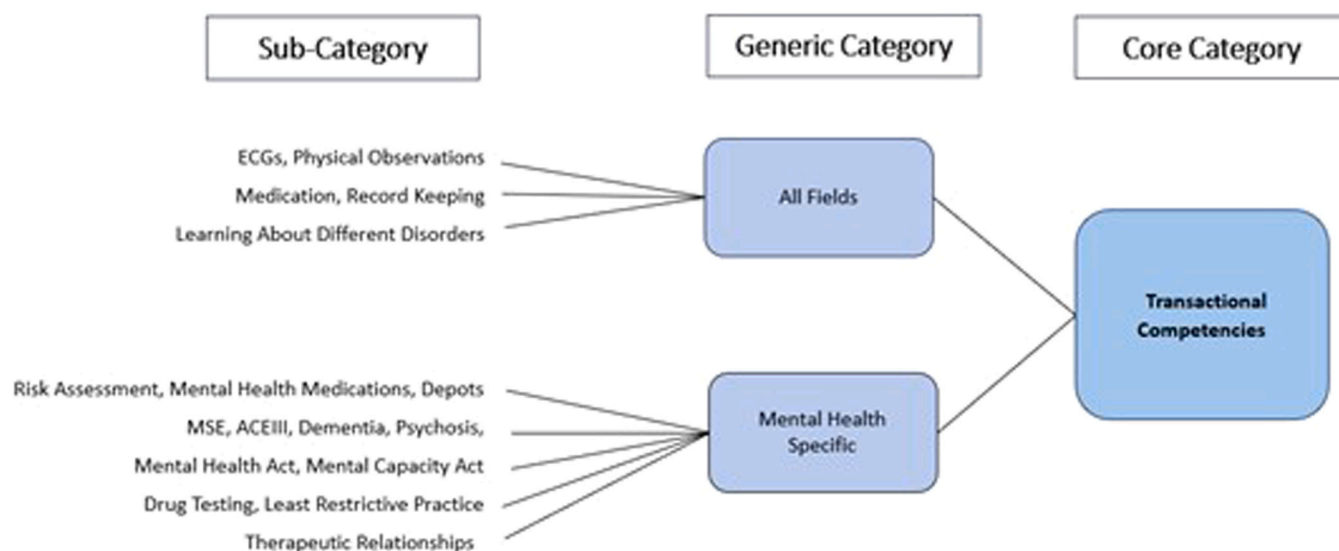 Sub-Category
Generic Category
Core Category
ECGs, Physical Observations
Medication, Record Keeping
Learning About Different Disorders
All Fields
Transactional
Competencies
Risk Assessment, Mental Health Medications, Depots
MSE, ACEIII, Dementia, Psychosis,
Mental Health Act, Mental Capacity Act
Drug Testing, Least Restrictive Practice
Therapeutic Relationships
Mental Health
Specific